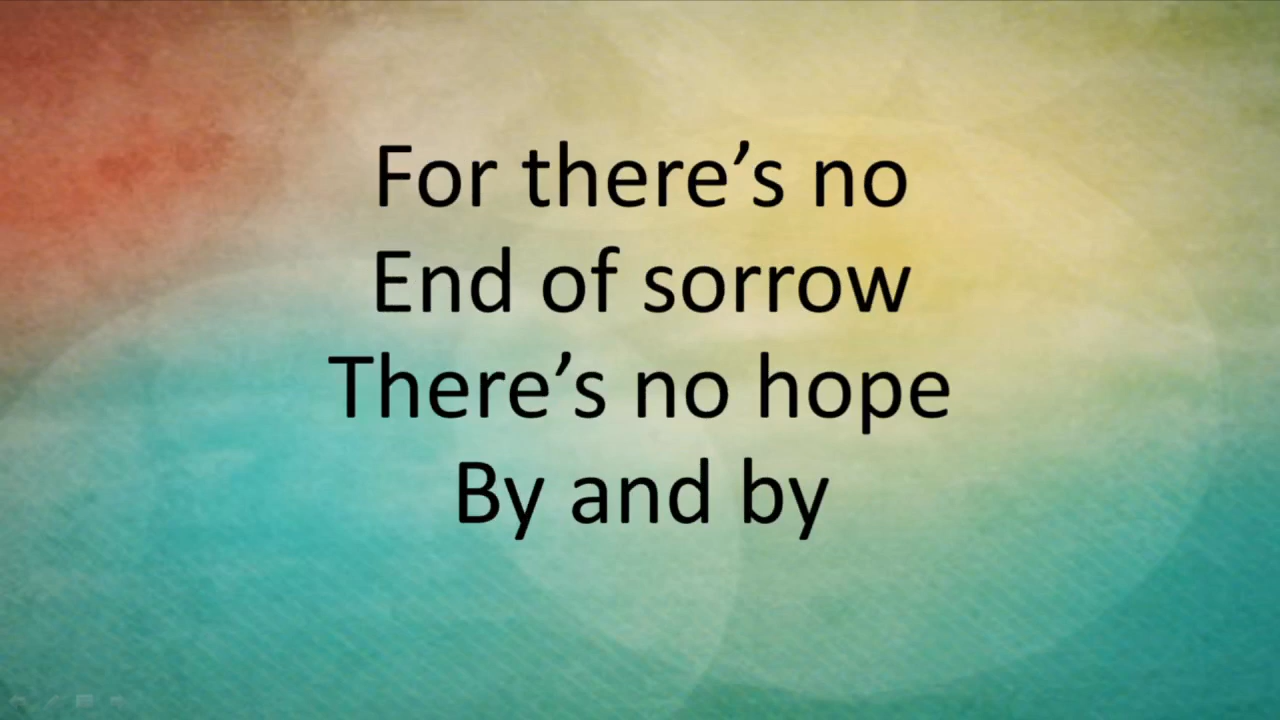 For there’s no
End of sorrow
There’s no hope
By and by